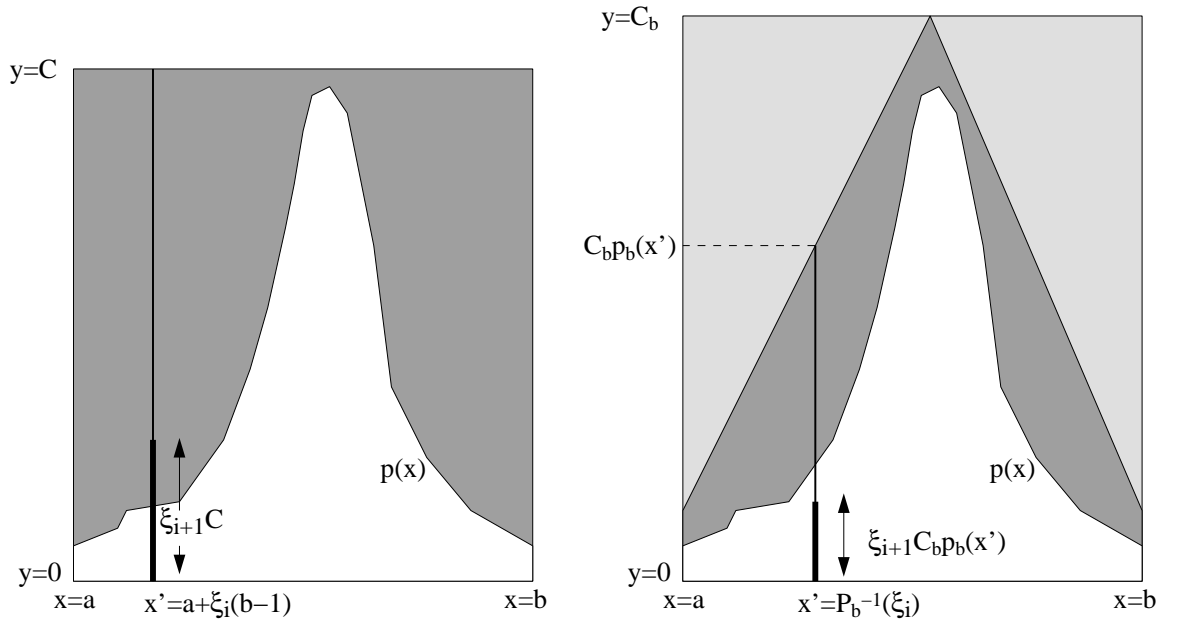 y=C
ξi+1C
p(x)
y=0
x=a
x’=a+ξi(b−1)
x=b
y=Cb
Cbpb(x’)
p(x)
ξi+1Cbpb(x’)
y=0
x=a
x’=Pb−1(ξi)
x=b